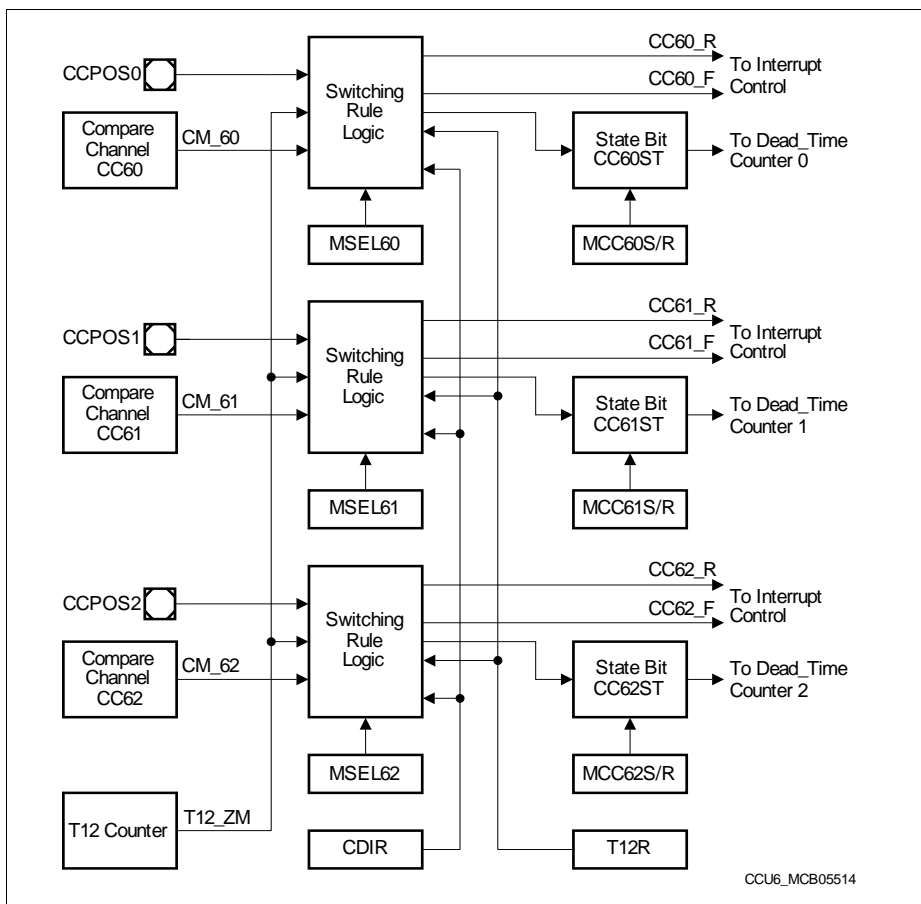 CC60_R
To Interrupt
Control
CCPOS0
CC60_F
Switching
Rule
Logic
Compare
Channel
CC60
CM_60
State Bit
CC60ST
To Dead_Time
Counter 0
MSEL60
MCC60S/R
CC61_R
To Interrupt
Control
CCPOS1
CC61_F
Switching
Rule
Logic
Compare
Channel
CC61
CM_61
State Bit
CC61ST
To Dead_Time
Counter 1
MSEL61
MCC61S/R
CC62_R
To Interrupt
Control
CCPOS2
CC62_F
Switching
Rule
Logic
Compare
Channel
CC62
CM_62
State Bit
CC62ST
To Dead_Time
Counter 2
MSEL62
MCC62S/R
T12 Counter
T12_ZM
CDIR
T12R
CCU6_MCB05514